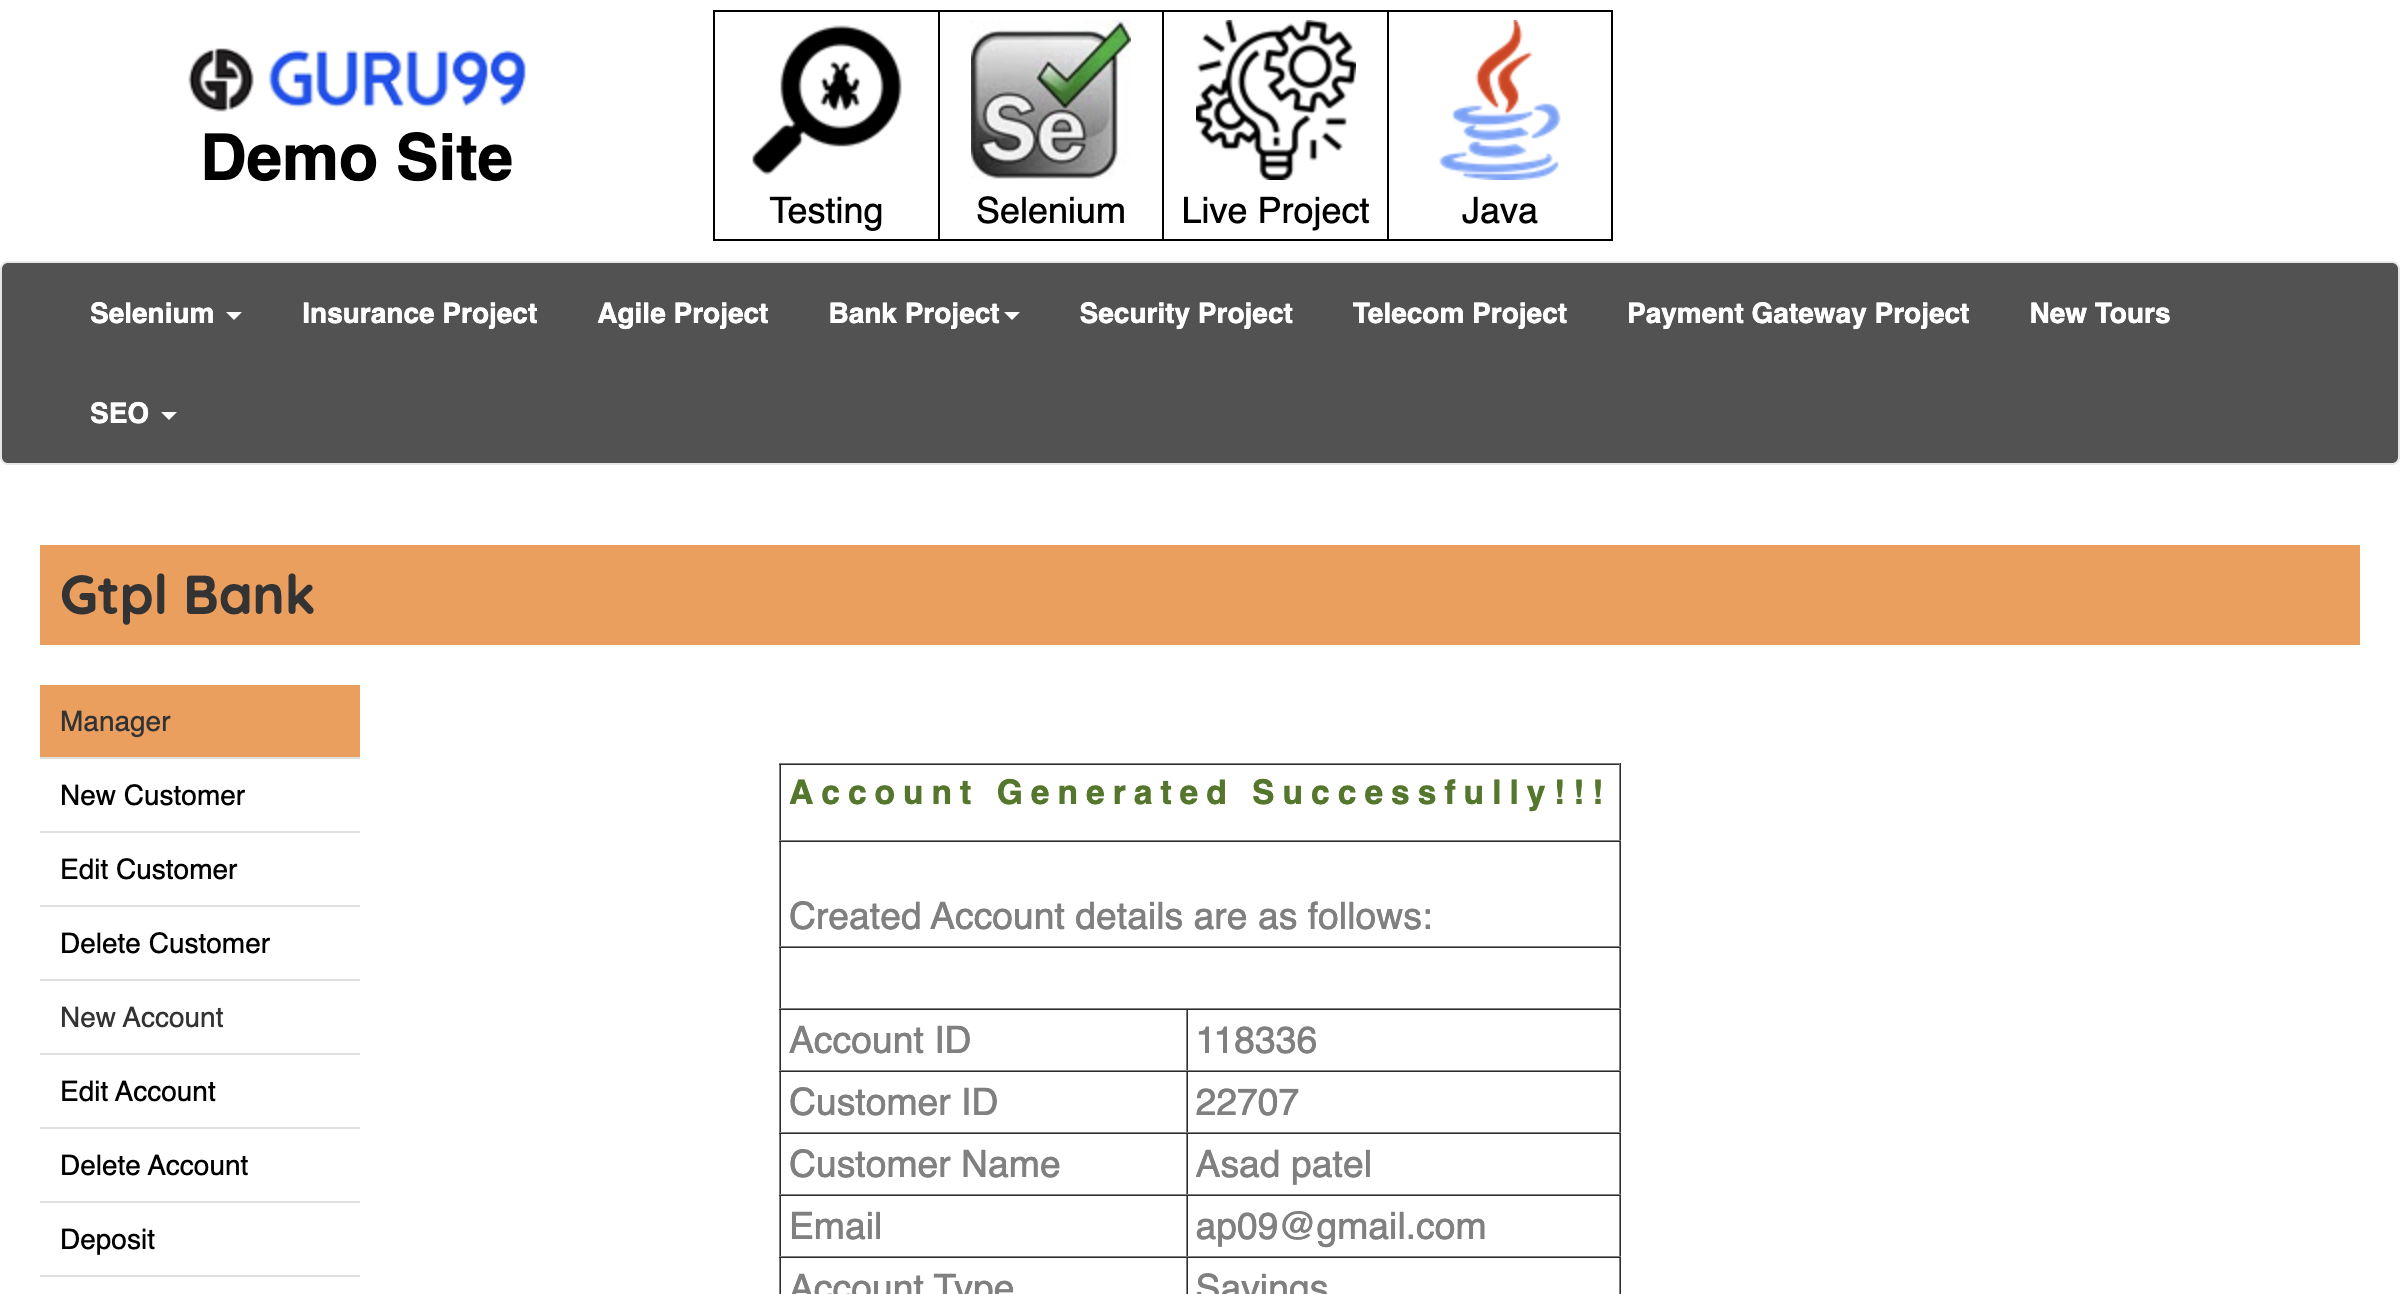 GURU99
Demo Site
Se
Testing Selenium Live Project Java
Selenium Insurance Project Agile Project Bank Project Security Project Telecom Project Payment Gateway Project New Tours
SEO
Gtpl Bank
Manager
New Customer
Edit Customer
Delete Customer
New Account
Edit Account
Delete Account
Deposit
Account Generated Successfully!!!
Created Account details are as follows:
Account ID 118336
Customer ID 22707
Customer Name Asad patel
Email ap09@gmail.com
Account Type Savings